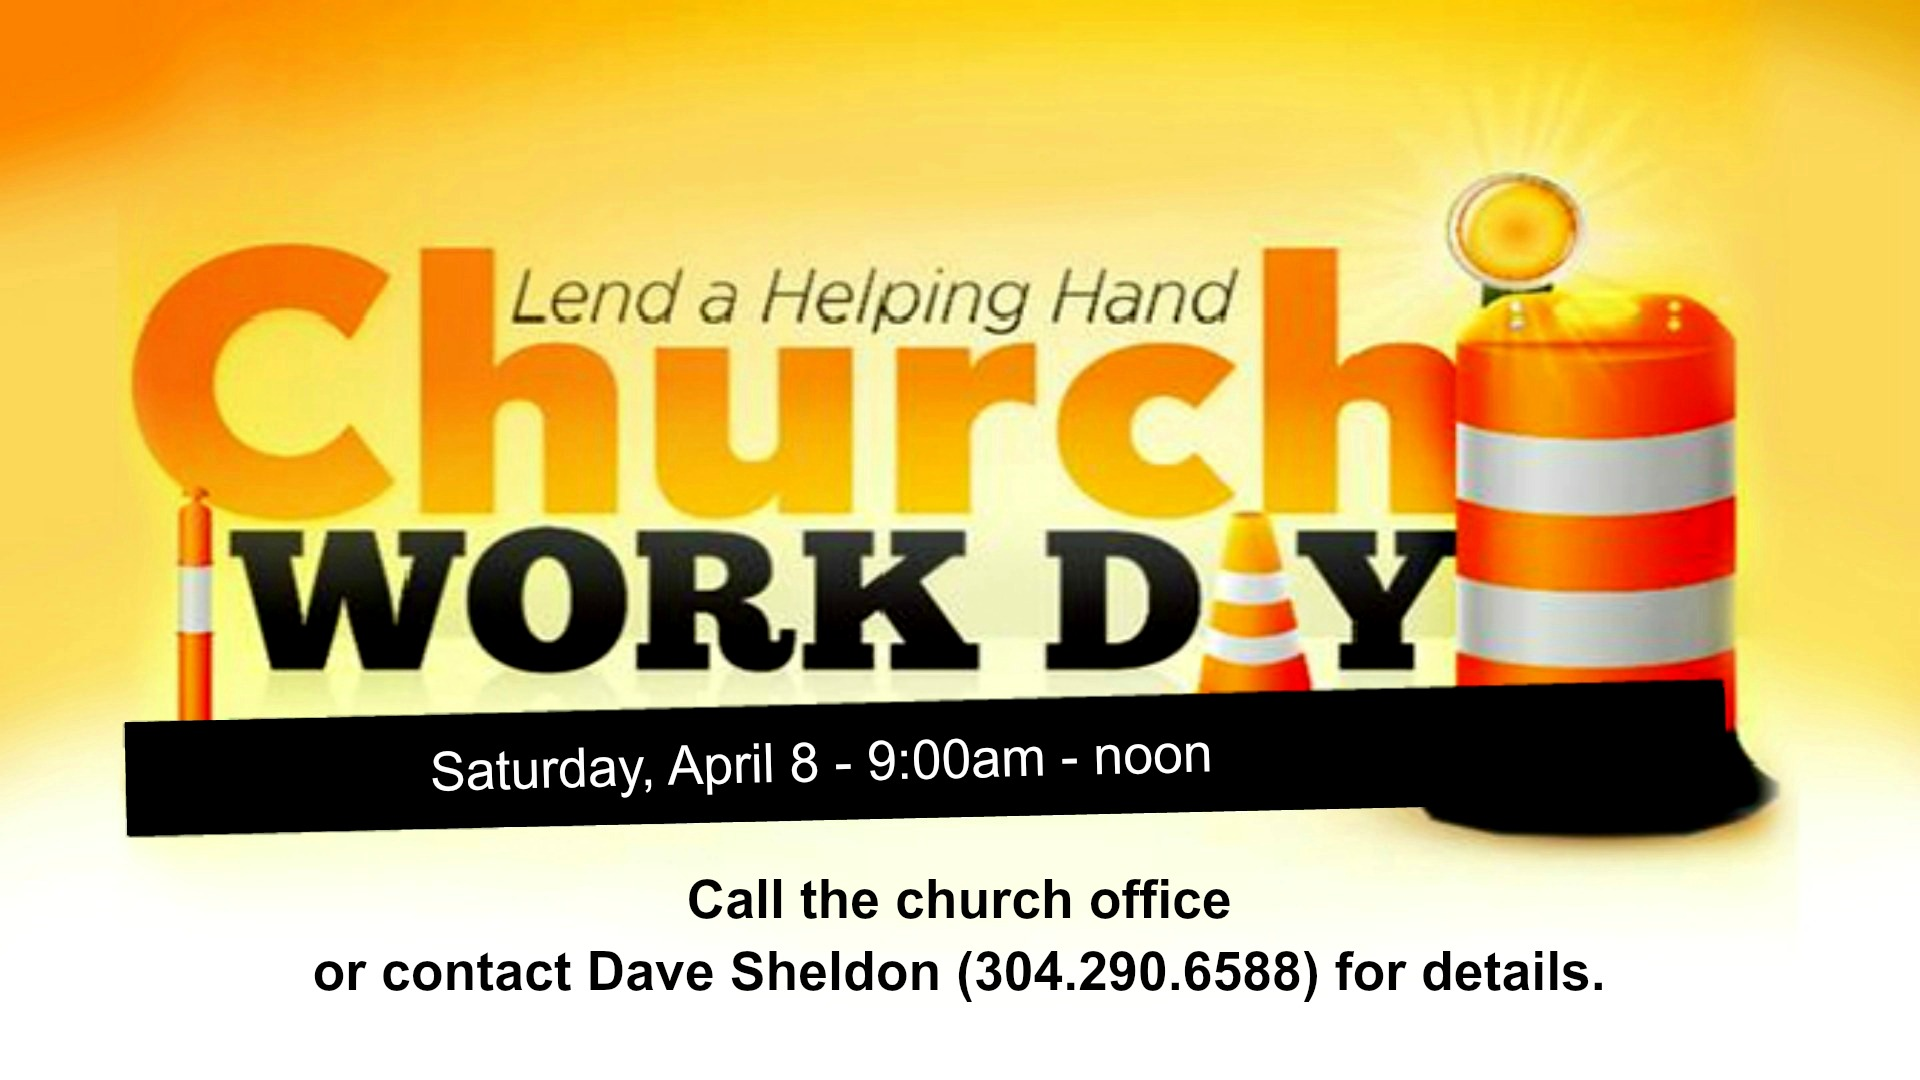 Lend a Helping Hand
Church
WORK DAY
Saturday, April 8 - 9:00am - noon
Call the church office
or contact Dave Sheldon (304.290.6588) for details.